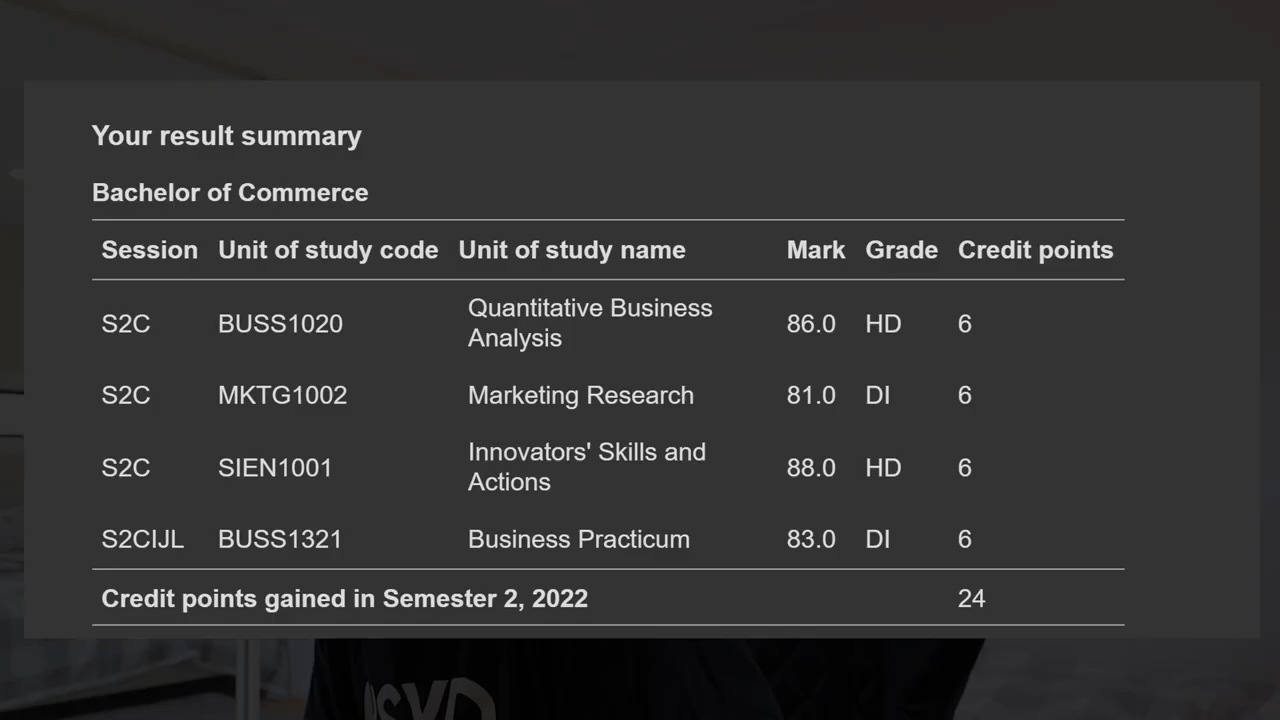 Your result summary
Bachelor of Commerce
Session Unit of study code Unit of study name Mark Grade Credit points
S2C BUSS1020 Quantitative Business Analysis 86.0 HD 6
S2C MKTG1002 Marketing Research 81.0 DI 6
S2C SIEN1001 Innovators' Skills and Actions 88.0 HD 6
S2CIJL BUSS1321 Business Practicum 83.0 DI 6
Credit points gained in Semester 2, 2022 24